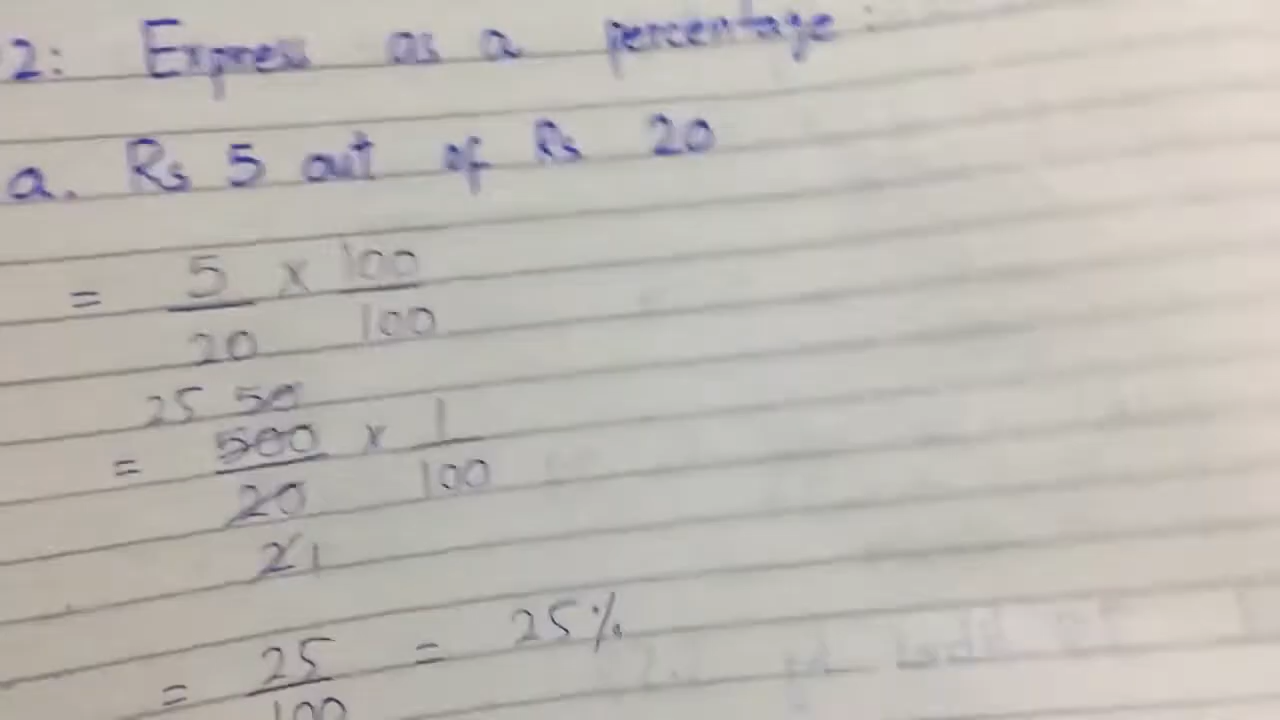 2: Express as a percentage:
a. Rs 5 out of Rs 20
= 5/20 x 100/100
25 50
= 500/20 x 1/100
2 1
= 25/100 = 25%